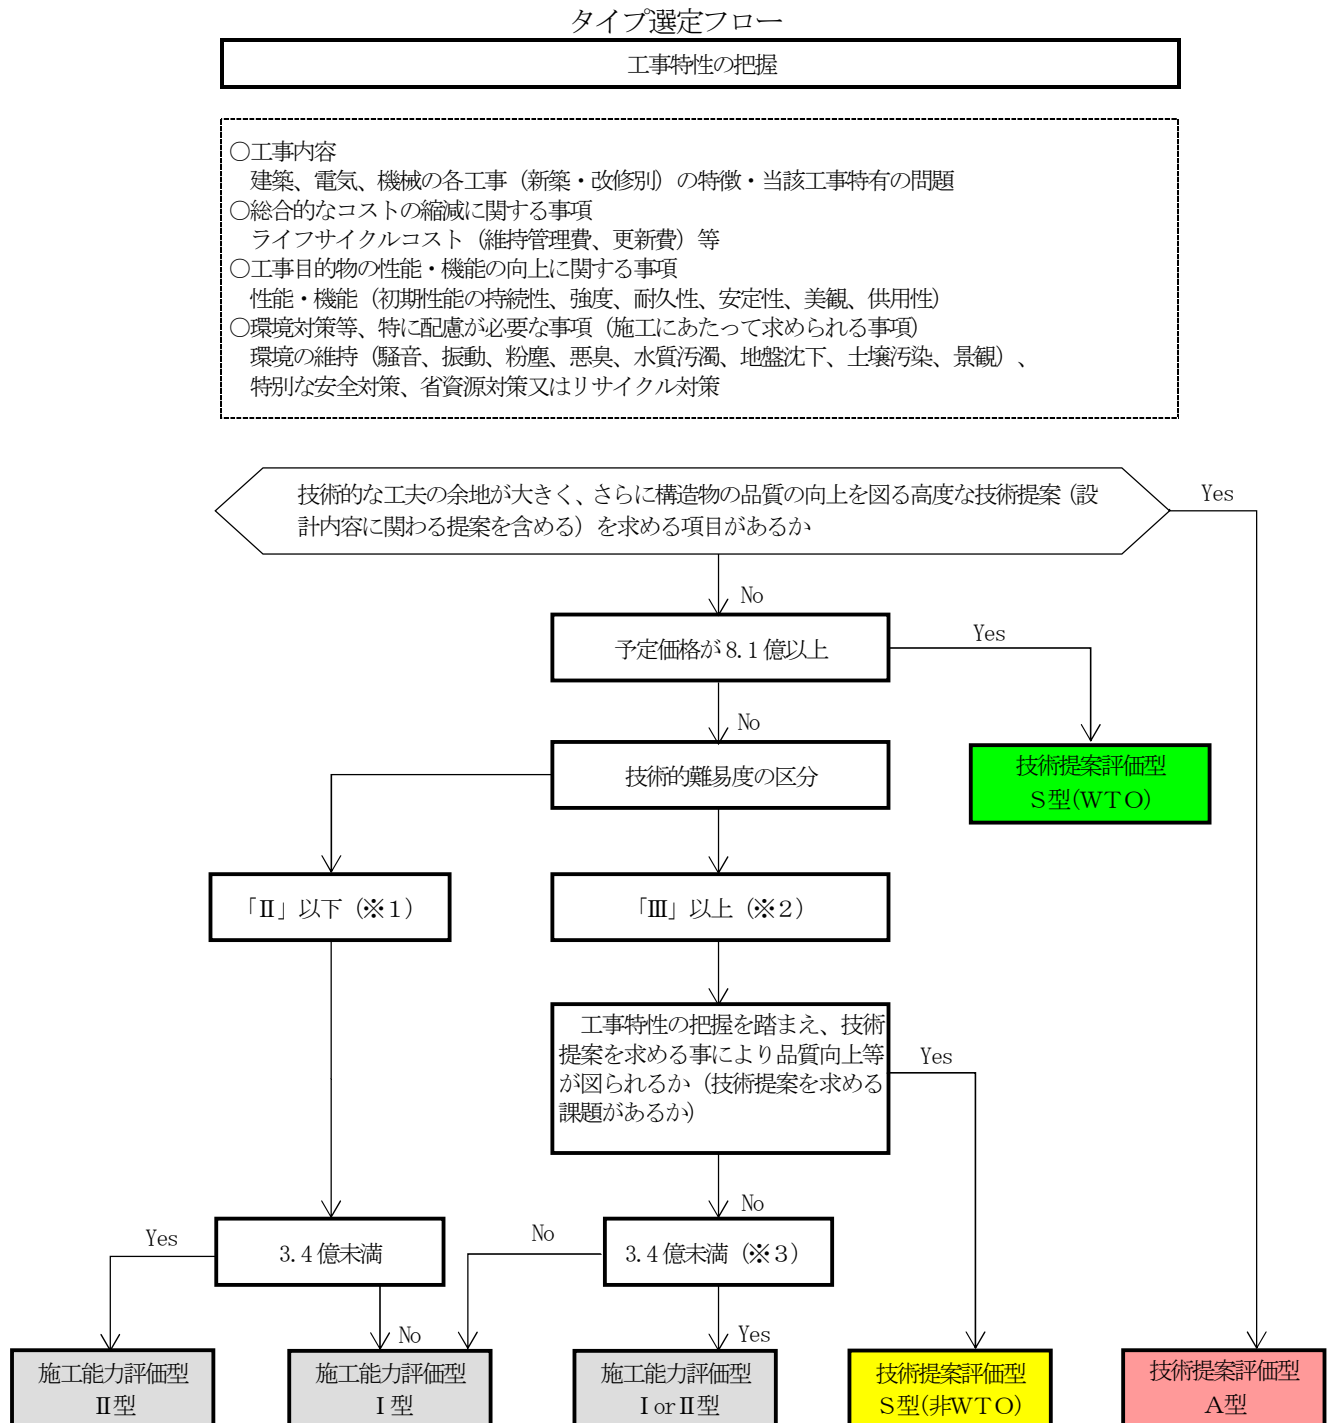 タイプ選定フロー
工事特性の把握
○工事内容
建築、電気、機械の各工事（新築・改修別）の特徴・当該工事特有の問題
○総合的なコストの縮減に関する事項
ライフサイクルコスト（維持管理費、更新費）等
○工事目的物の性能・機能の向上に関する事項
性能・機能（初期性能の持続性、強度、耐久性、安定性、美観、供用性）
○環境対策等、特に配慮が必要な事項（施工にあたって求められる事項）
環境の維持（騒音、振動、粉塵、悪臭、水質汚濁、地盤沈下、土壌汚染、景観）、
特別な安全対策、省資源対策又はリサイクル対策
技術的な工夫の余地が大きく、さらに構造物の品質の向上を図る高度な技術提案（設
計内容に関わる提案を含める）を求める項目があるか
Yes
No
予定価格が8.1億以上
Yes
No
技術的難易度の区分
技術提案評価型
Ｓ型(ＷＴＯ)
「Ⅱ」以下（※１）
「Ⅲ」以上（※２）
工事特性の把握を踏まえ、技術
提案を求める事により品質向上等
が図られるか（技術提案を求める
課題があるか）
Yes
No
3.4億未満
Yes
No
3.4億未満（※３）
No
Yes
施工能力評価型
Ⅱ型
施工能力評価型
Ⅰ型
施工能力評価型
ⅠorⅡ型
技術提案評価型
Ｓ型(非ＷＴＯ)
技術提案評価型
Ａ型